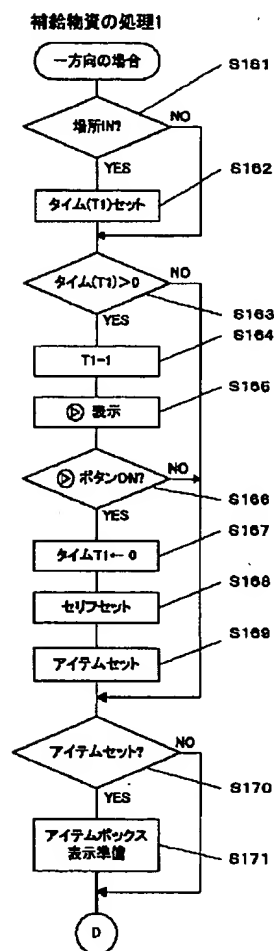 補給物資の処理1
一方向の場合
S161
場所IN?
NO
YES
S162
タイム(T1)セット
タイム(T1)>0
NO
S163
YES
S164
T1-1
S165
▷ 表示
▷ ボタンON?
NO
S166
YES
S167
タイムT1←0
S168
セリフセット
S169
アイテムセット
アイテムセット?
NO
S170
YES
アイテムボックス
表示準備
S171
D